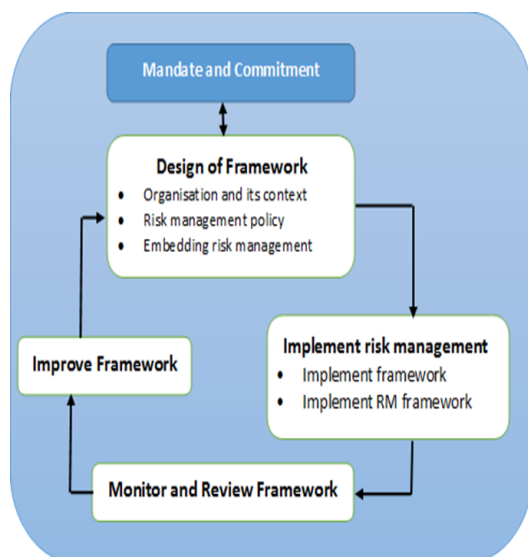 Mandate and Commitment
Design of Framework
• Organisation and its context
• Risk management policy
• Embedding risk management
Implement risk management
• Implement framework
• Implement RM framework
Improve Framework
Monitor and Review Framework